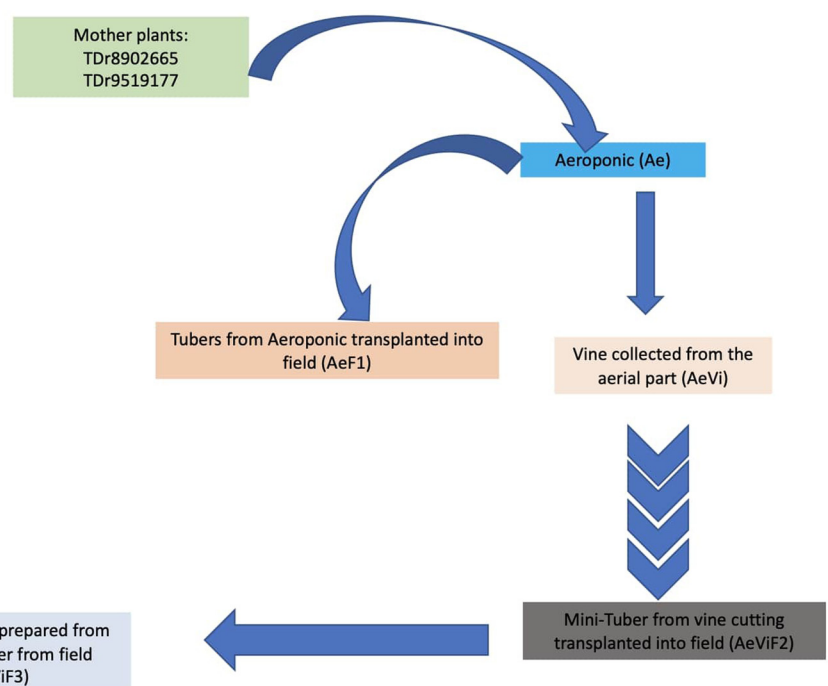 Mother plants:
TDr8902665
TDr9519177
Aeroponic (Ae)
Tubers from Aeroponic transplanted into
field (AeF1)
Vine collected from the
aerial part (AeVi)
Mini-Tuber from vine cutting
transplanted into field (AeViF2)
prepared from
er from field
iF3)